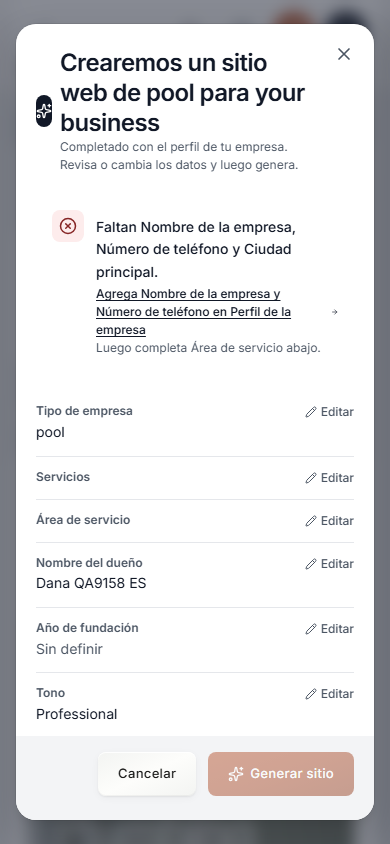 Crearemos un sitio
web de pool para your
business
Completado con el perfil de tu empresa.
Revisa o cambia los datos y luego genera.
Faltan Nombre de la empresa,
Número de teléfono y Ciudad
principal.
Agrega Nombre de la empresa y
Número de teléfono en Perfil de la
empresa
Luego completa Área de servicio abajo.
Tipo de empresa
Editar
pool
Servicios
Editar
Área de servicio
Editar
Nombre del dueño
Editar
Dana QA9158 ES
Año de fundación
Editar
Sin definir
Tono
Editar
Professional
Cancelar
Generar sitio